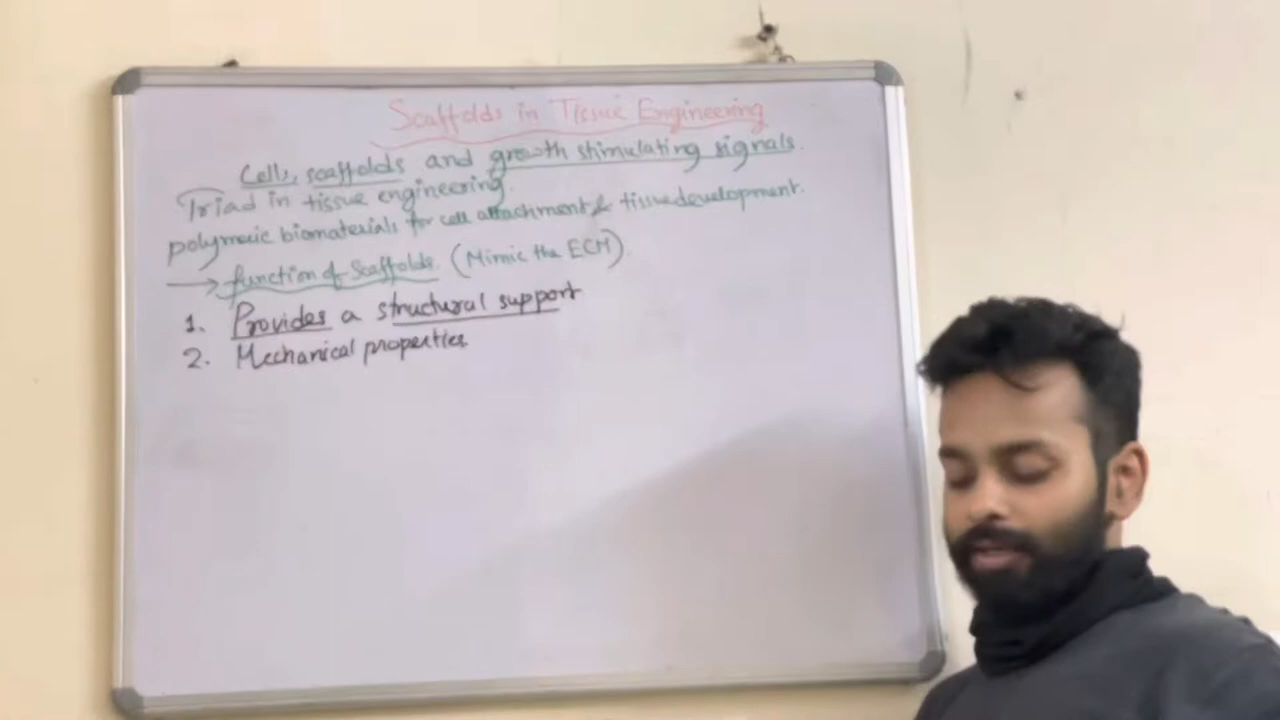 Scaffolds in Tissue Engineering
Cells, scaffolds and growth stimulating signals.
Triad in tissue engineering.
polymeric biomaterials for cell attachment & tissue development.
→ function of Scaffolds. (Mimic the ECM)
1. Provides a structural support
2. Mechanical properties